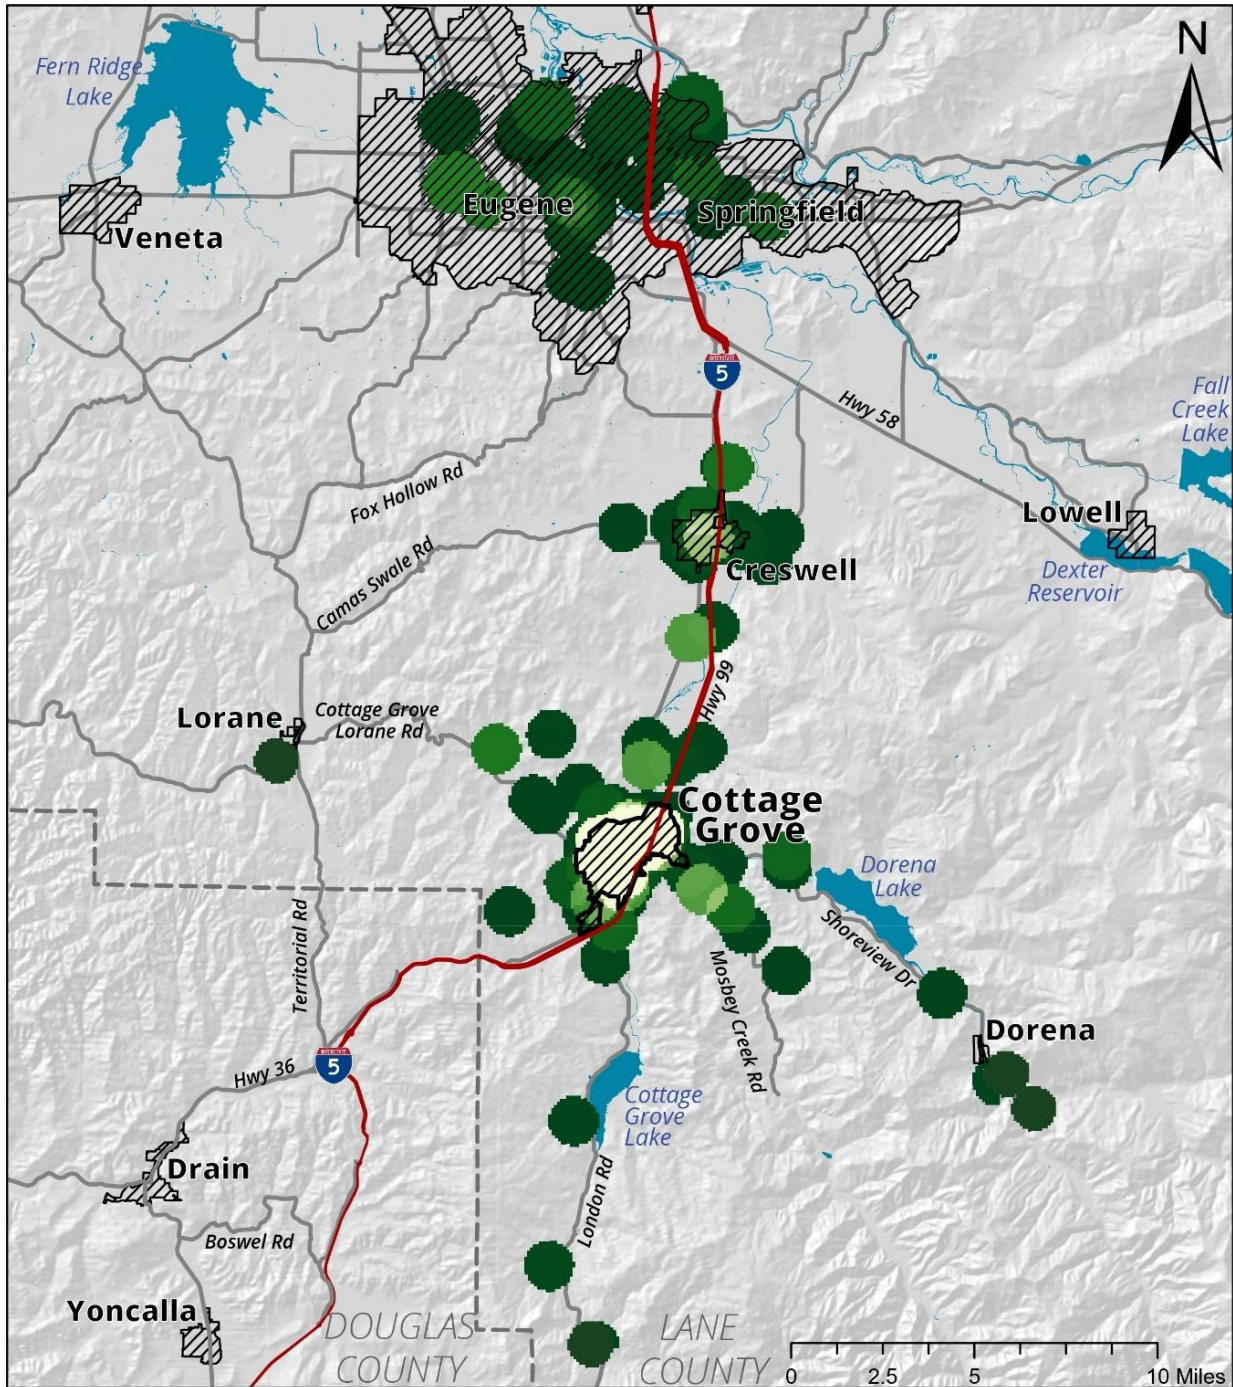 N
Fern Ridge
Lake
Eugene
Springfield
Veneta
INTERSTATE
5
Fall
Creek
Lake
Hwy 58
Fox Hollow Rd
Lowell
Camas Swale Rd
Creswell
Dexter
Reservoir
Hwy 99
Lorane
Cottage Grove
Lorane Rd
Cottage
Grove
Dorena
Lake
Territorial Rd
Shoreview Dr
Mosbey Creek Rd
Dorena
INTERSTATE
5
Hwy 36
Cottage
Grove
Lake
Drain
London Rd
Boswel Rd
Yoncalla
DOUGLAS
COUNTY
LANE
COUNTY
0 2.5 5 10 Miles